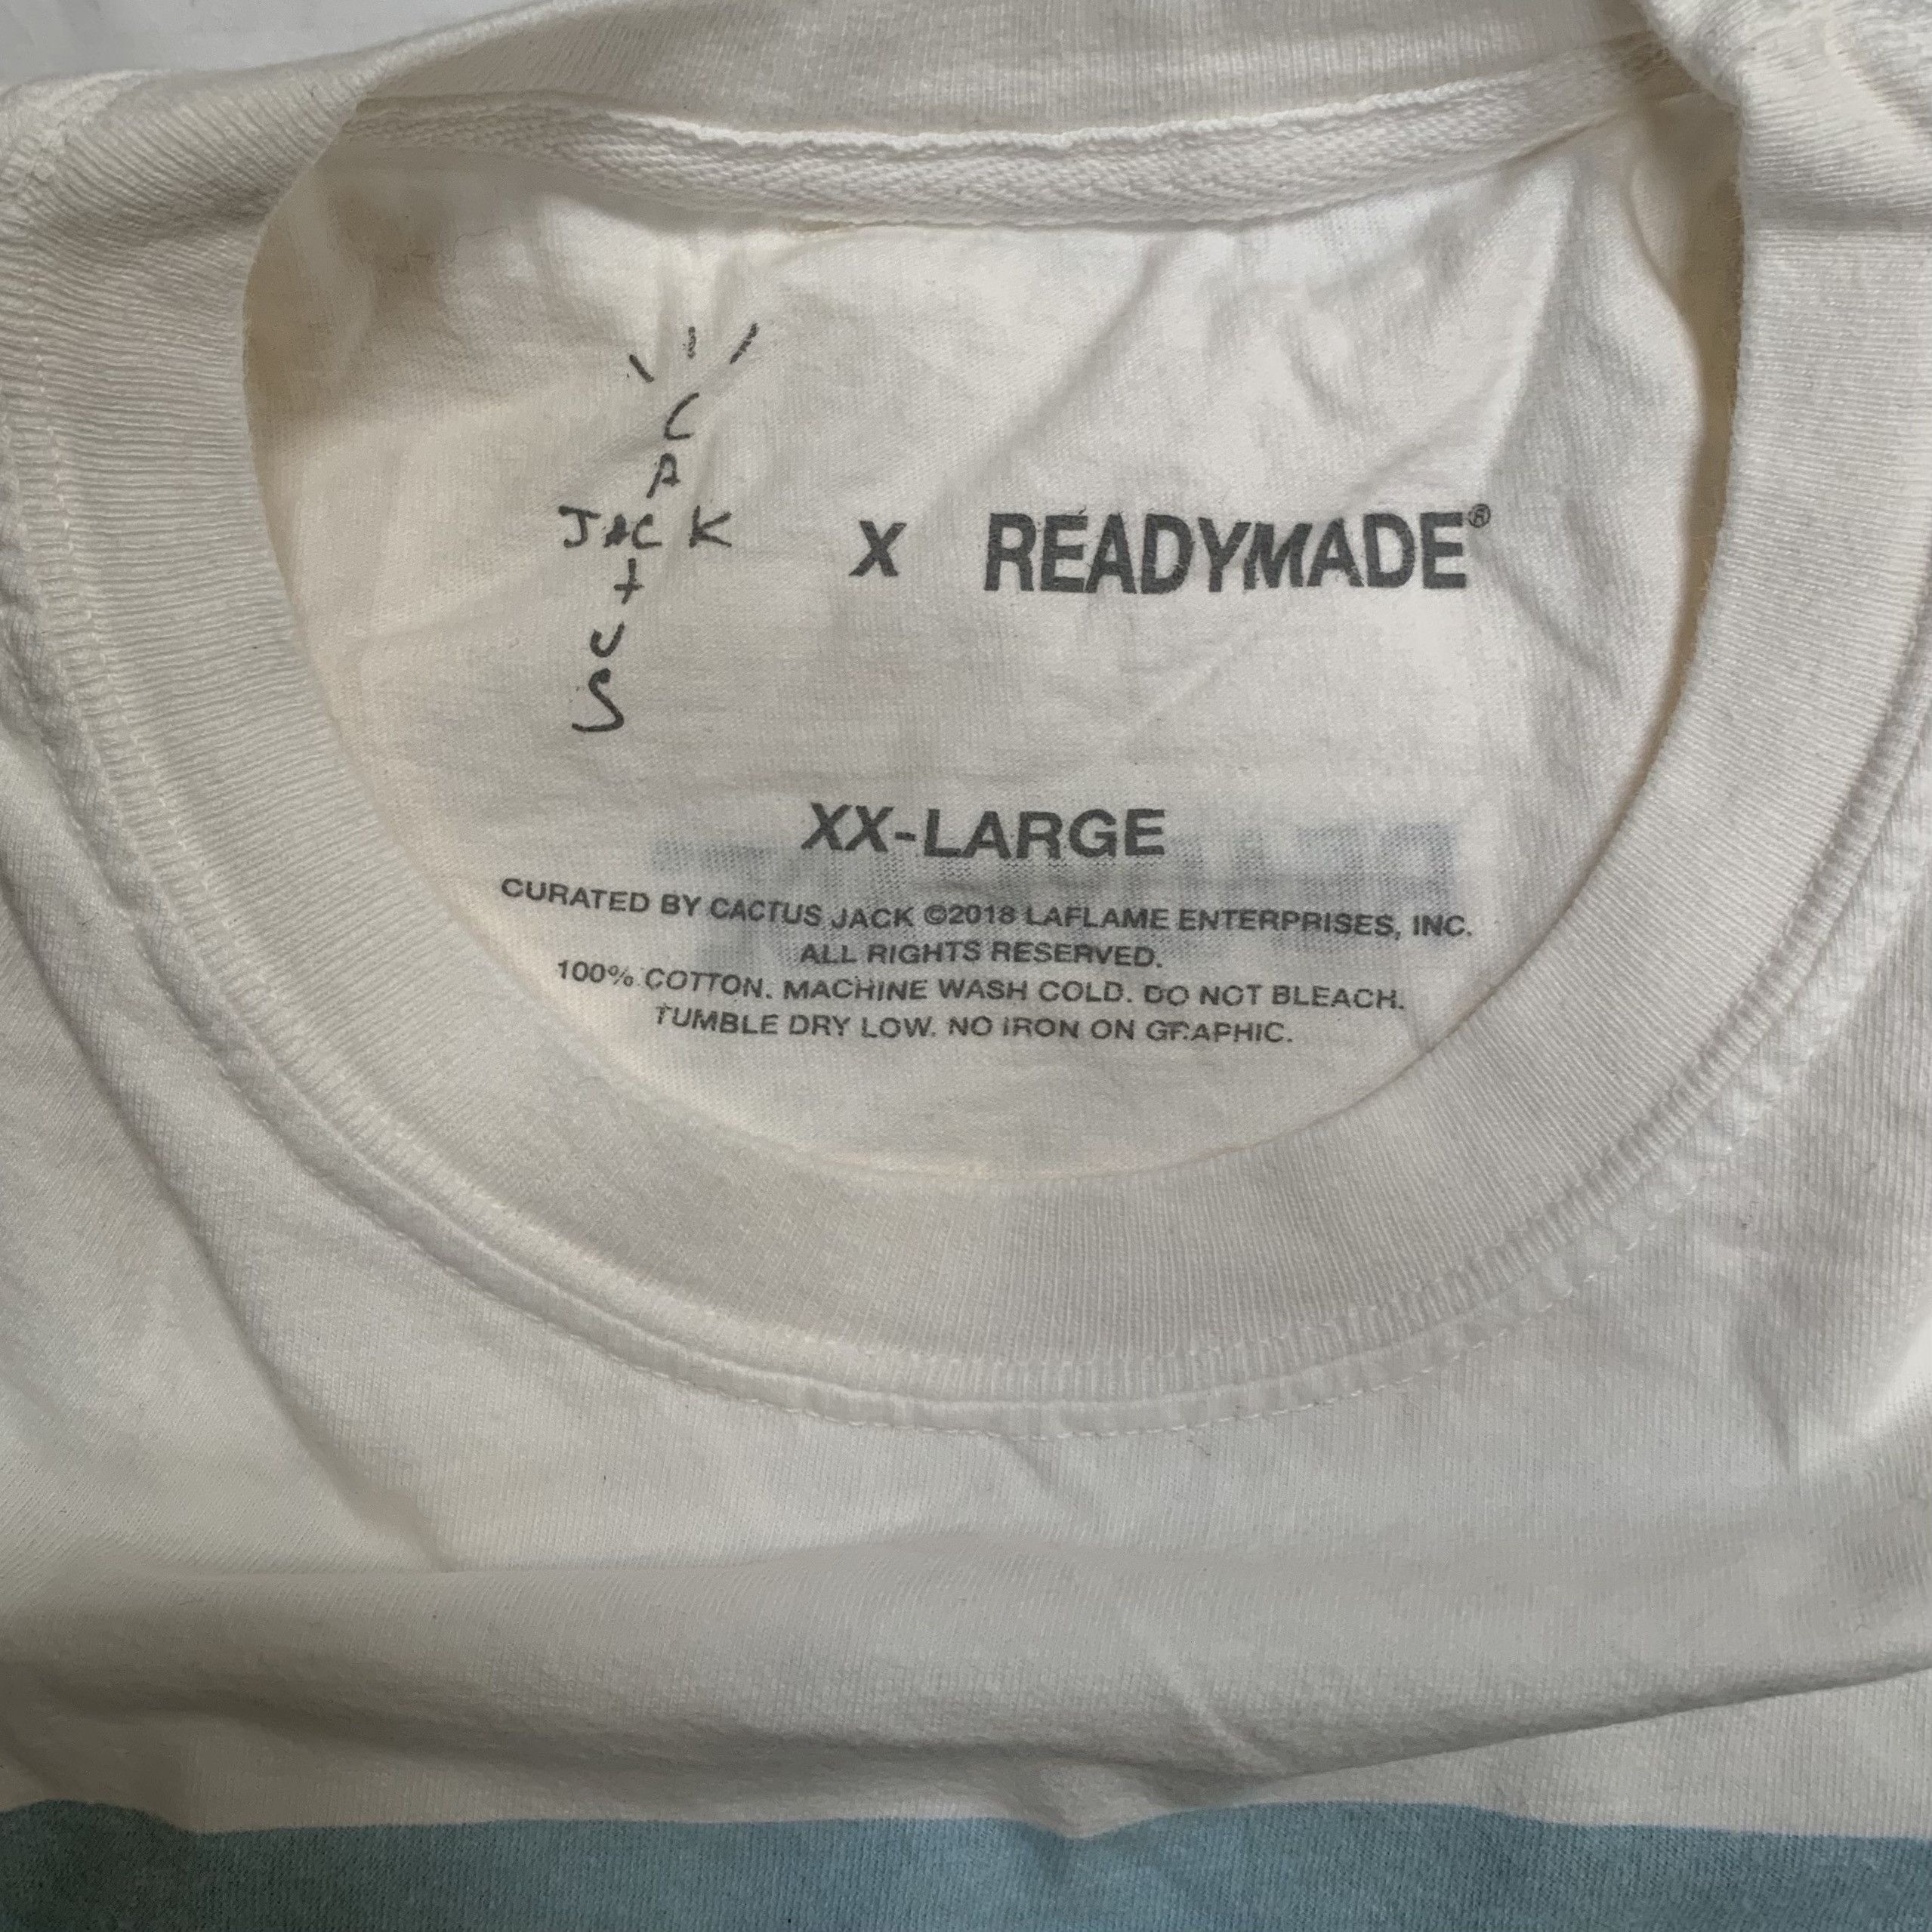 CACTUS
JACK
X READYMADE®
XX-LARGE
CURATED BY CACTUS JACK ©2018 LAFLAME ENTERPRISES, INC.
ALL RIGHTS RESERVED.
100% COTTON. MACHINE WASH COLD. DO NOT BLEACH.
TUMBLE DRY LOW. NO IRON ON GRAPHIC.